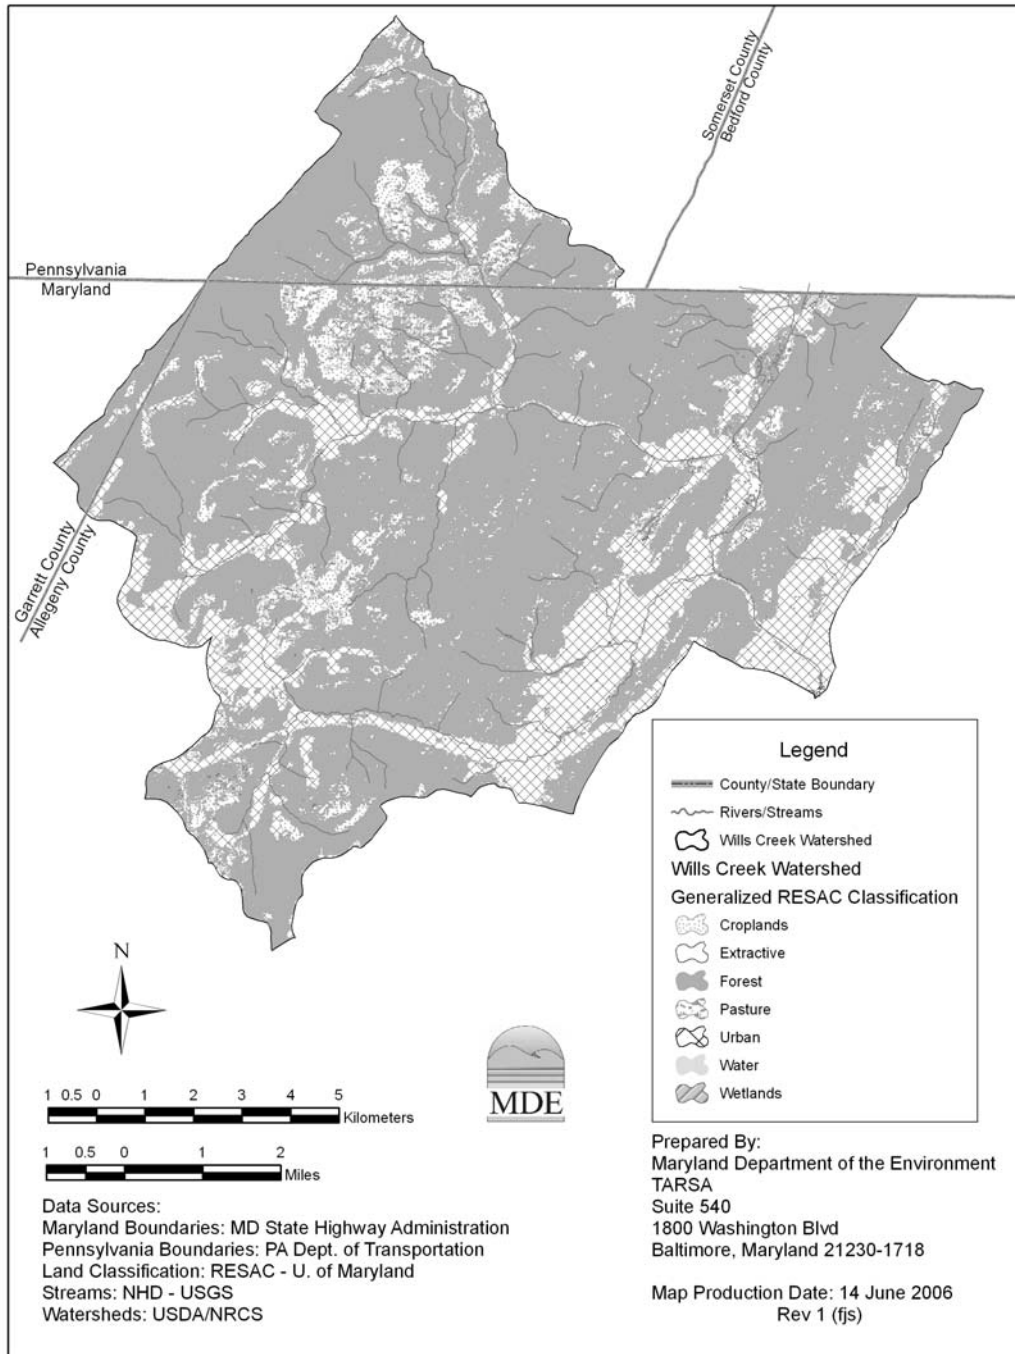 Somerset County
Bedford County
Pennsylvania
Maryland
Garrett County
Allegeny County
Legend
County/State Boundary
Rivers/Streams
Wills Creek Watershed
Wills Creek Watershed
Generalized RESAC Classification
Croplands
Extractive
Forest
Pasture
Urban
Water
Wetlands
N
MDE
1 0.5 0 1 2 3 4 5
Kilometers
1 0.5 0 1 2
Miles
Data Sources:
Maryland Boundaries: MD State Highway Administration
Pennsylvania Boundaries: PA Dept. of Transportation
Land Classification: RESAC - U. of Maryland
Streams: NHD - USGS
Watersheds: USDA/NRCS
Prepared By:
Maryland Department of the Environment
TARSA
Suite 540
1800 Washington Blvd
Baltimore, Maryland 21230-1718
Map Production Date: 14 June 2006
Rev 1 (fjs)